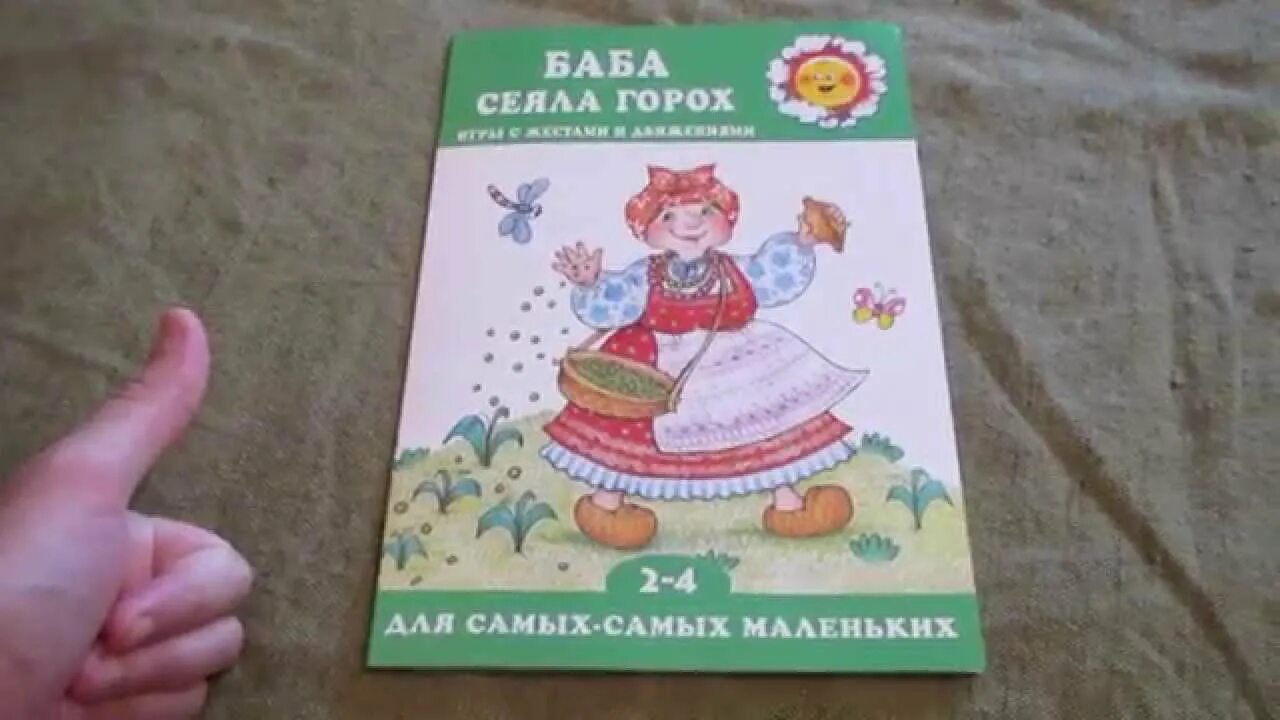 БАБА
СЕЯЛА ГОРОХ
ИГРЫ С ЖЕСТАМИ И ДВИЖЕНИЯМИ
2-4
ДЛЯ САМЫХ-САМЫХ МАЛЕНЬКИХ